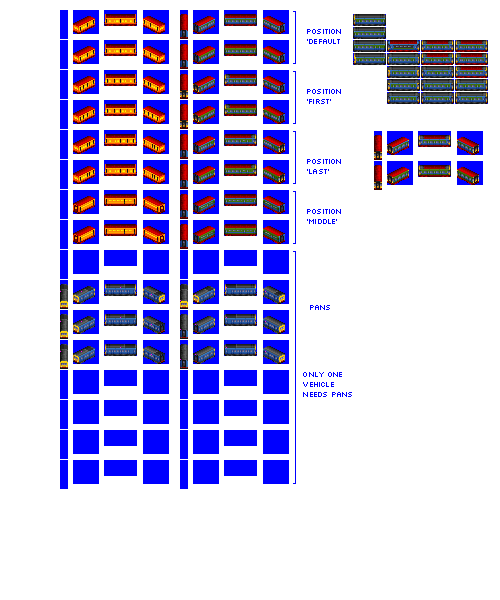 POSITION
'DEFAULT
POSITION
'FIRST'
POSITION
'LAST'
POSITION
'MIDDLE'
PANS
ONLY ONE
VEHICLE
NEEDS PANS